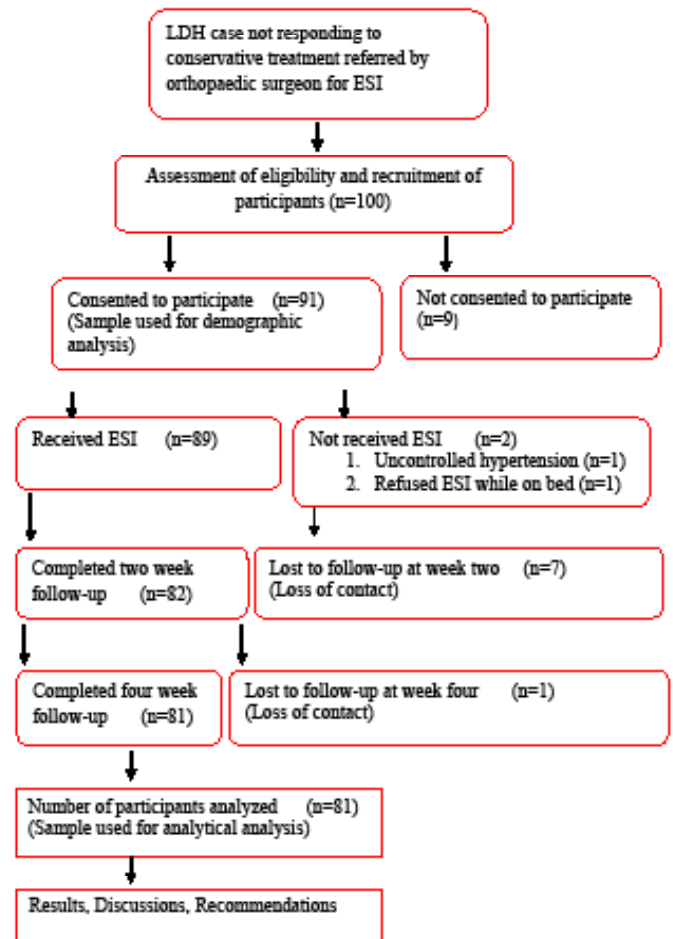 LDH case not responding to
conservative treatment referred by
orthopaedic surgeon for ESI
Assessment of eligibility and recruitment of
participants (n=100)
Consented to participate (n=91)
(Sample used for demographic
analysis)
Not consented to participate
(n=9)
Received ESI (n=89)
Not received ESI (n=2)
1. Uncontrolled hypertension (n=1)
2. Refused ESI while on bed (n=1)
Completed two week
follow-up (n=82)
Lost to follow-up at week two (n=7)
(Loss of contact)
Completed four week
follow-up (n=81)
Lost to follow-up at week four (n=1)
(Loss of contact)
Number of participants analyzed (n=81)
(Sample used for analytical analysis)
Results, Discussions, Recommendations